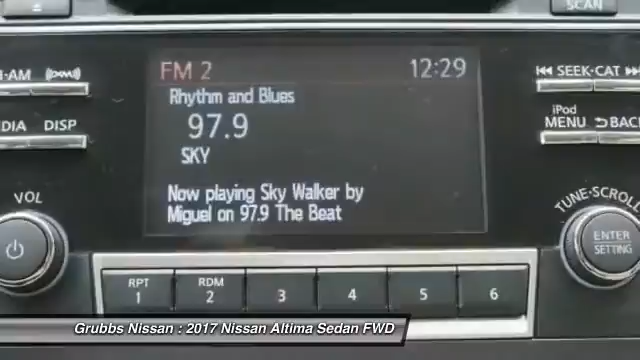 SCAN
FM 2 12:29
·AM
SEEK·CAT
Rhythm and Blues
97.9
iPod
MENU BACK
DISP
SKY
Now playing Sky Walker by
Miguel on 97.9 The Beat
VOL
TUNE·SCROLL
ENTER
SETTING
RPT RDM
1 2 3 4 5 6
Grubbs Nissan : 2017 Nissan Altima Sedan FWD